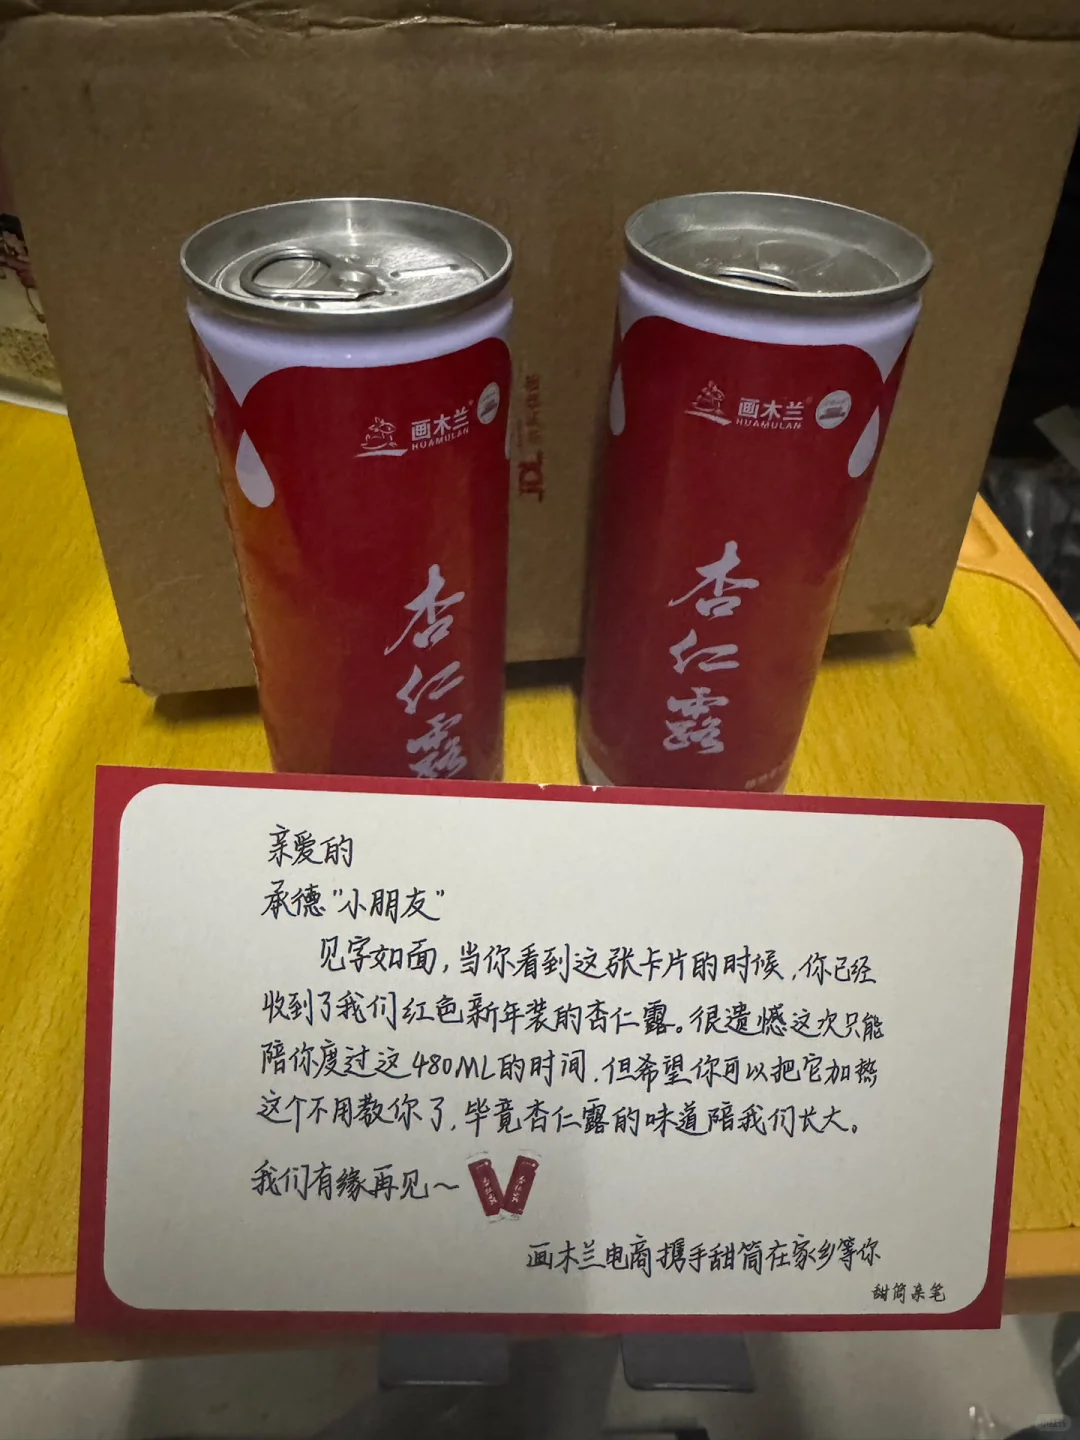 画木兰
HUAMULAN
杏仁露
画木兰
HUAMULAN
杏仁露
JDL
亲爱的
承德"小朋友"
见字如面,当你看到这张卡片的时候,你已经
收到了我们红色新年装的杏仁露。很遗憾这次只能
陪你度过这480ML的时间,但希望你可以把它加热
这个不用教你了,毕竟杏仁露的味道陪我们长大。
我们有缘再见~
画木兰电商携手甜筒在家乡等你
甜筒亲笔